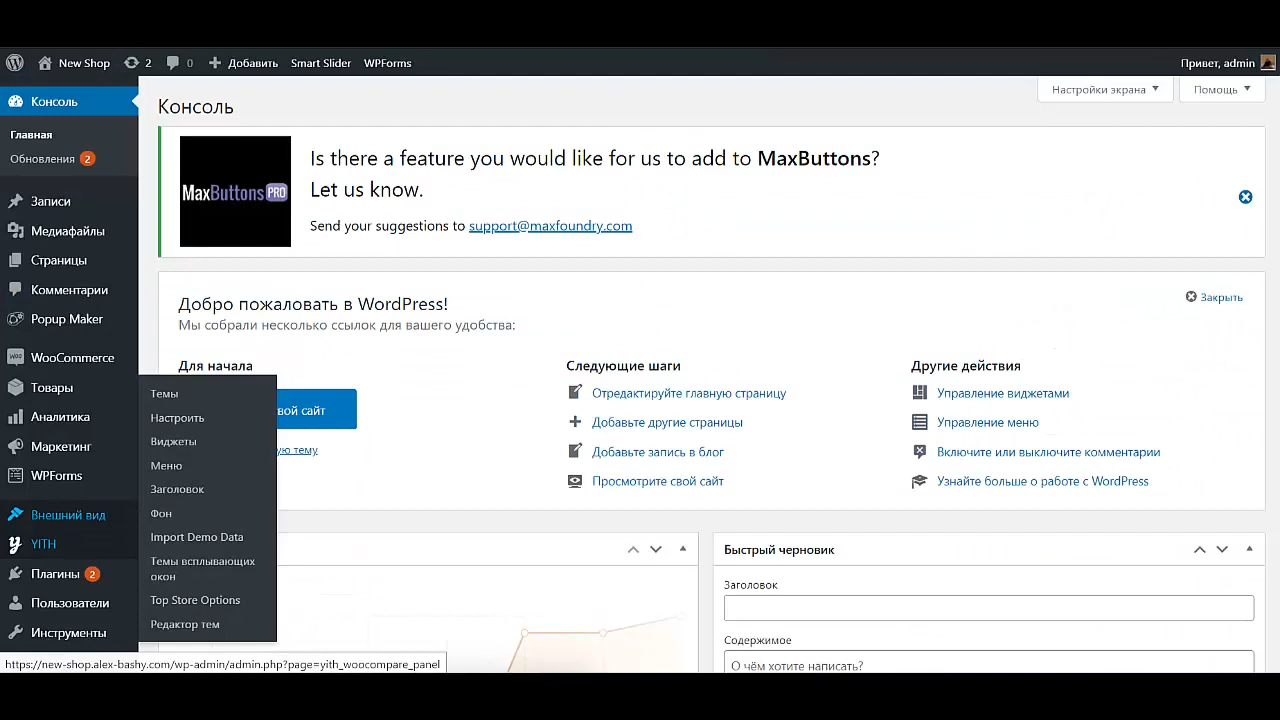 New Shop
2
0
Добавить
Smart Slider
WPForms
Привет, admin
Консоль
Главная
Обновления 2
Записи
Медиафайлы
Страницы
Комментарии
Popup Maker
WooCommerce
Товары
Аналитика
Маркетинг
WPForms
Внешний вид
YITH
Плагины 2
Пользователи
Инструменты
Темы
Настроить
Виджеты
Меню
Заголовок
Фон
Import Demo Data
Темы всплывающих
окон
Top Store Options
Редактор тем
Настройки экрана
Помощь
Консоль
MaxButtons PRO
Is there a feature you would like for us to add to MaxButtons?
Let us know.
Send your suggestions to support@maxfoundry.com
Добро пожаловать в WordPress!
Мы собрали несколько ссылок для вашего удобства:
Закрыть
Для начала
вой сайт
ую тему
Следующие шаги
Отредактируйте главную страницу
Добавьте другие страницы
Добавьте запись в блог
Просмотрите свой сайт
Другие действия
Управление виджетами
Управление меню
Включите или выключите комментарии
Узнайте больше о работе с WordPress
Быстрый черновик
Заголовок
Содержимое
О чём хотите написать?
https://new-shop.alex-bashy.com/wp-admin/admin.php?page=yith_woocompare_panel